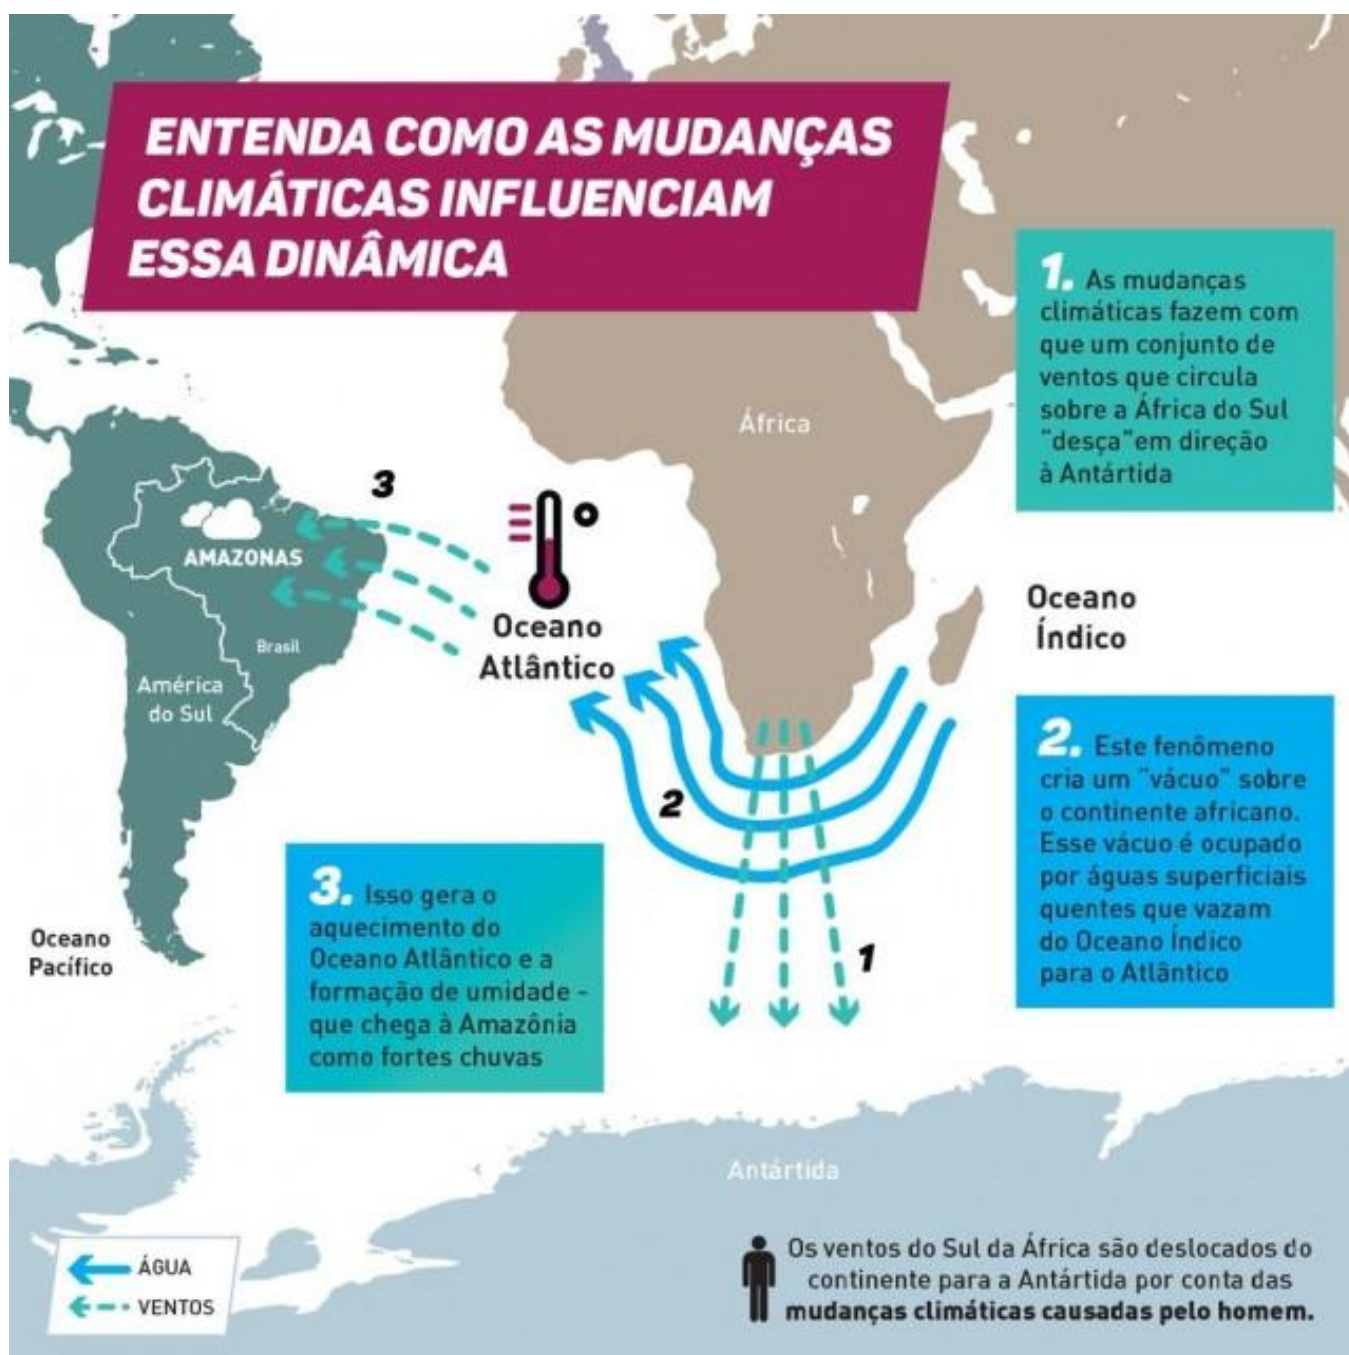 ENTENDA COMO AS MUDANÇAS
CLIMÁTICAS INFLUENCIAM
ESSA DINÂMICA
1. As mudanças
climáticas fazem com
que um conjunto de
ventos que circula
sobre a África do Sul
"desça"em direção
à Antártida
África
3
AMAZONAS
Oceano
Atlântico
Brasil
América
do Sul
Oceano
Índico
2. Este fenômeno
cria um "vácuo" sobre
o continente africano.
Esse vácuo é ocupado
por águas superficiais
quentes que vazam
do Oceano Índico
para o Atlântico
2
1
3. Isso gera o
aquecimento do
Oceano Atlântico e a
formação de umidade -
que chega à Amazônia
como fortes chuvas
Oceano
Pacífico
Antártida
ÁGUA
VENTOS
Os ventos do Sul da África são deslocados do
continente para a Antártida por conta das
mudanças climáticas causadas pelo homem.